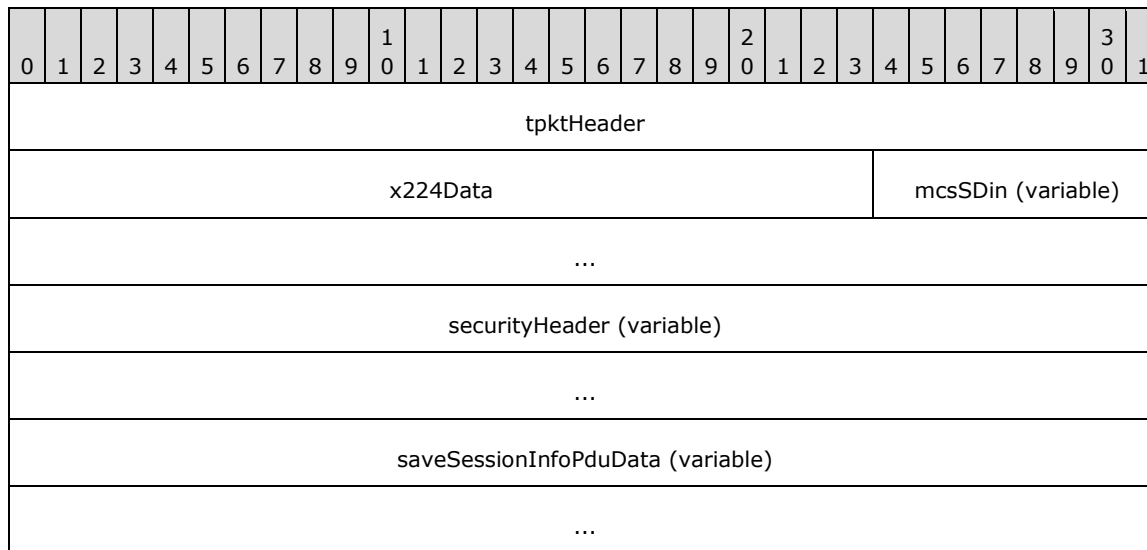 1 2 3
0 1 2 3 4 5 6 7 8 9 0 1 2 3 4 5 6 7 8 9 0 1 2 3 4 5 6 7 8 9 0 1
tpktHeader
x224Data mcsSDin (variable)
...
securityHeader (variable)
...
saveSessionInfoPduData (variable)
...